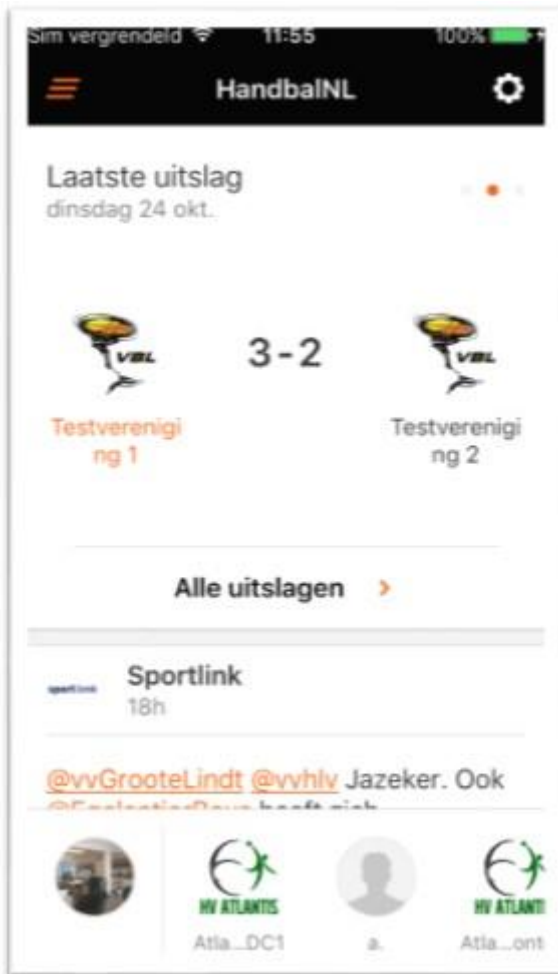 Sim vergrendeld 11:55 100%
HandbalNL
Laatste uitslag
dinsdag 24 okt.
VBL 3-2 VBL
Testverenigi
ng 1
Testverenigi
ng 2
Alle uitslagen >
sportlink
Sportlink
18h
@vvGrooteLindt @vvhlv Jazeker. Ook
HV ATLANTIS
HV ATLANTI
Atla...DC1
a.
Atla...ont